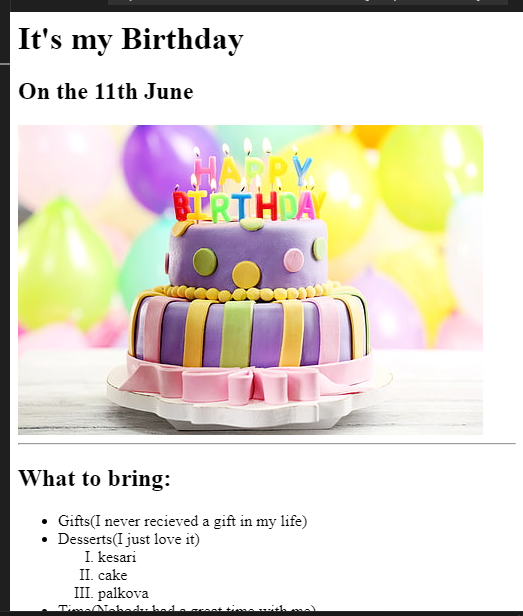 It's my Birthday
On the 11th June
HAPPY
BIRTHDAY
What to bring:
• Gifts(I never recieved a gift in my life)
• Desserts(I just love it)
I. kesari
II. cake
III. palkova
• Time(Nobody had a great time with me)